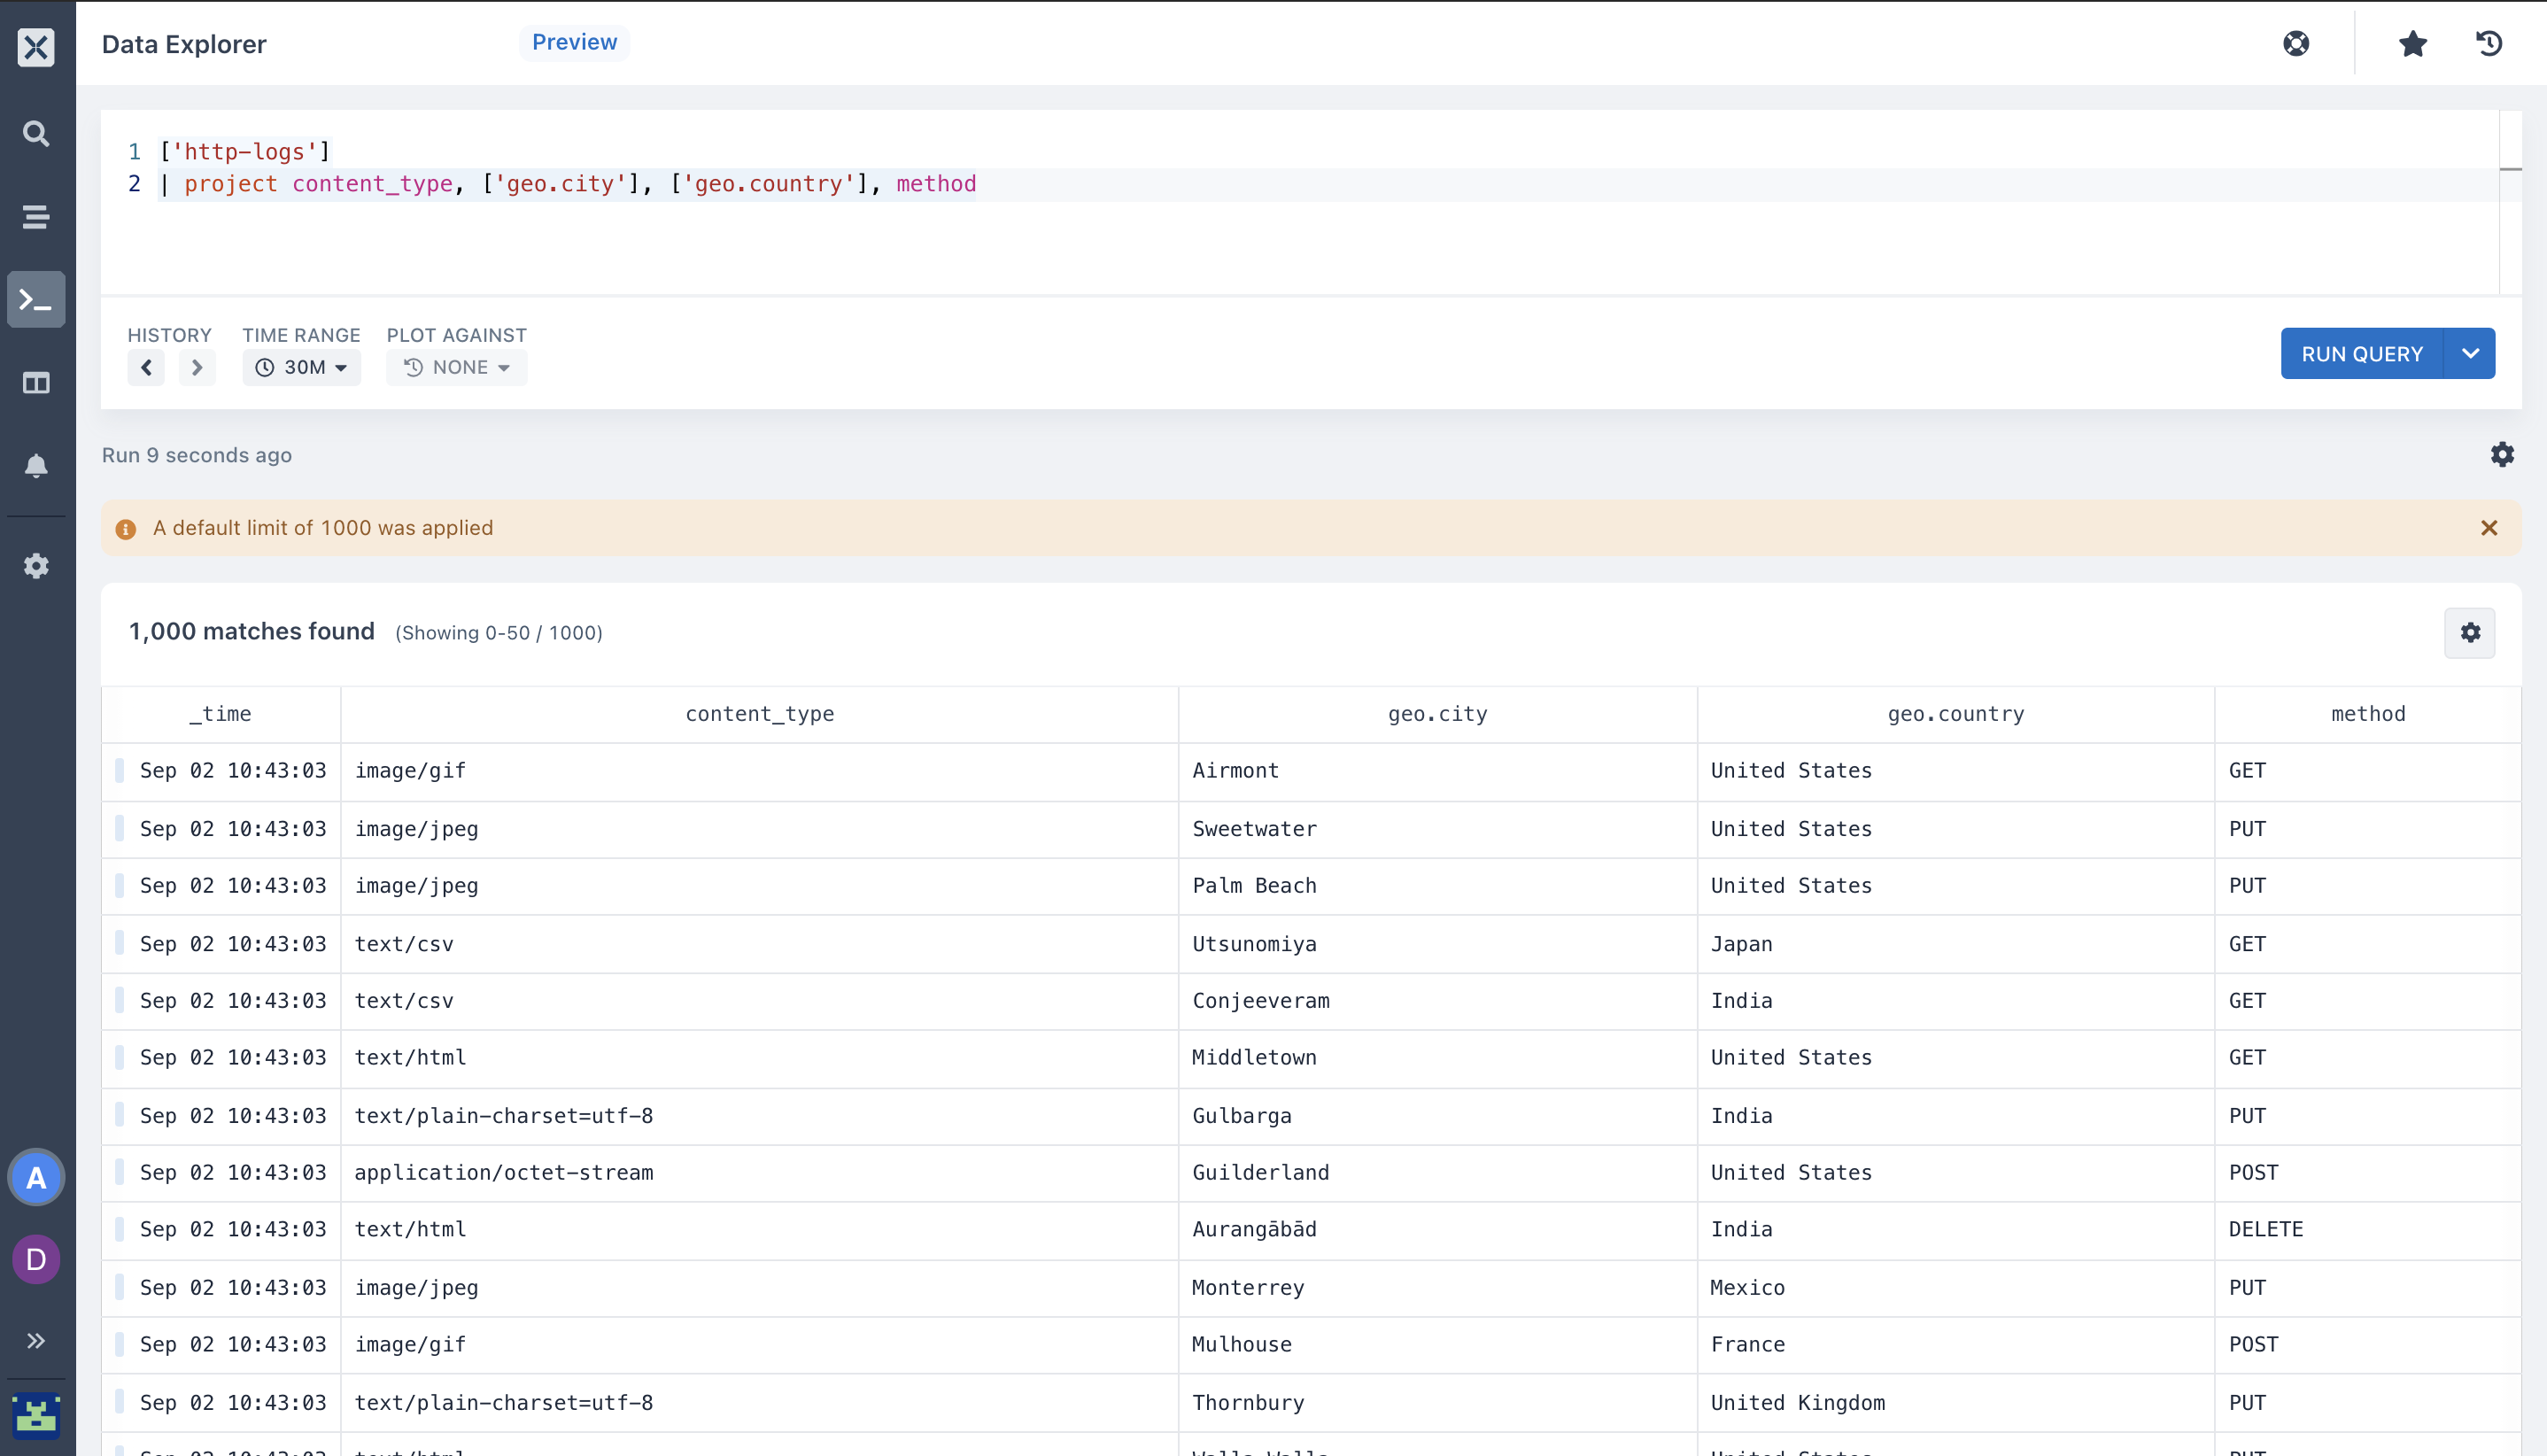 Data Explorer Preview
1 ['http-logs']
2 | project content_type, ['geo.city'], ['geo.country'], method
HISTORY TIME RANGE PLOT AGAINST
30M NONE
RUN QUERY
Run 9 seconds ago
A default limit of 1000 was applied
1,000 matches found (Showing 0-50 / 1000)
_time content_type geo.city geo.country method
Sep 02 10:43:03 image/gif Airmont United States GET
Sep 02 10:43:03 image/jpeg Sweetwater United States PUT
Sep 02 10:43:03 image/jpeg Palm Beach United States PUT
Sep 02 10:43:03 text/csv Utsunomiya Japan GET
Sep 02 10:43:03 text/csv Conjeeveram India GET
Sep 02 10:43:03 text/html Middletown United States GET
Sep 02 10:43:03 text/plain-charset=utf-8 Gulbarga India PUT
Sep 02 10:43:03 application/octet-stream Guilderland United States POST
Sep 02 10:43:03 text/html Aurangābād India DELETE
Sep 02 10:43:03 image/jpeg Monterrey Mexico PUT
Sep 02 10:43:03 image/gif Mulhouse France POST
Sep 02 10:43:03 text/plain-charset=utf-8 Thornbury United Kingdom PUT
A
D